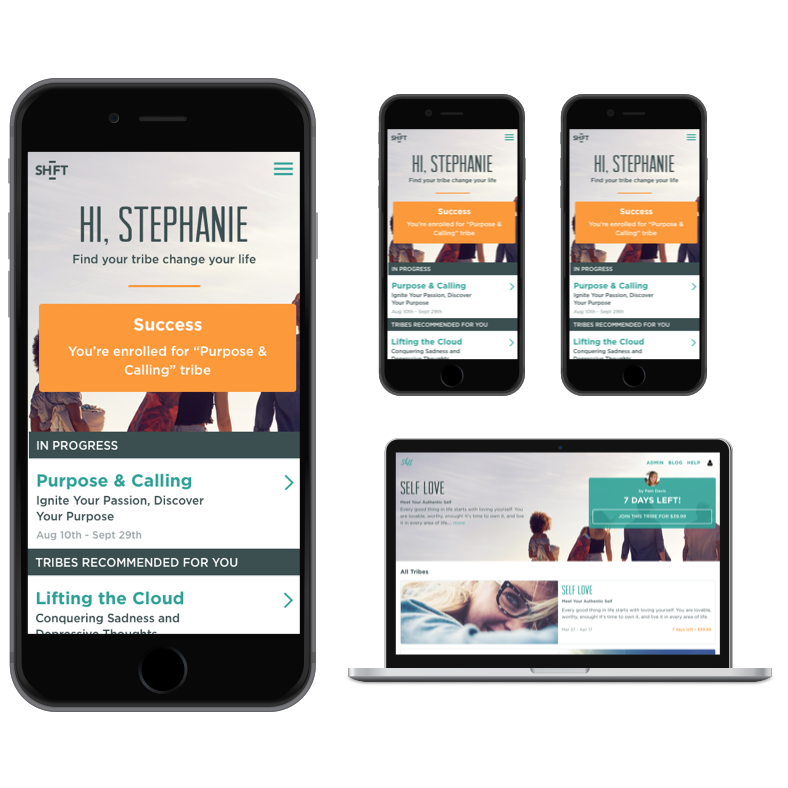 SHIFT
HI, STEPHANIE
Find your tribe change your life
Success
You're enrolled for “Purpose &
Calling” tribe
IN PROGRESS
Purpose & Calling
Ignite Your Passion, Discover
Your Purpose
Aug 10th - Sept 29th
TRIBES RECOMMENDED FOR YOU
Lifting the Cloud
Conquering Sadness and
Depressive Thoughts
SHIFT
HI, STEPHANIE
Find your tribe change your life
Success
You're enrolled for “Purpose &
Calling” tribe
IN PROGRESS
Purpose & Calling
Ignite Your Passion, Discover
Your Purpose
Aug 10th - Sept 29th
TRIBES RECOMMENDED FOR YOU
Lifting the Cloud
Conquering Sadness and
Depressive Thoughts
SHIFT
HI, STEPHANIE
Find your tribe change your life
Success
You're enrolled for “Purpose &
Calling” tribe
IN PROGRESS
Purpose & Calling
Ignite Your Passion, Discover
Your Purpose
Aug 10th - Sept 29th
TRIBES RECOMMENDED FOR YOU
Lifting the Cloud
Conquering Sadness and
Depressive Thoughts
Shift
ADMIN BLOG HELP
SELF LOVE
Meet Your Authentic Self
Every good thing in life starts with loving yourself. You
are lovable, worthy, enough it's time to own it, and live
it in every area of life... more
by Pam Davis
7 DAYS LEFT!
JOIN THIS TRIBE FOR $39.99
All Tribes
SELF LOVE
Meet Your Authentic Self
Every good thing in life starts with loving yourself. You are lovable,
worthy, enough it's time to own it, and live it in every area of life.
Mar 27 - Apr 17
7 days left • $39.99